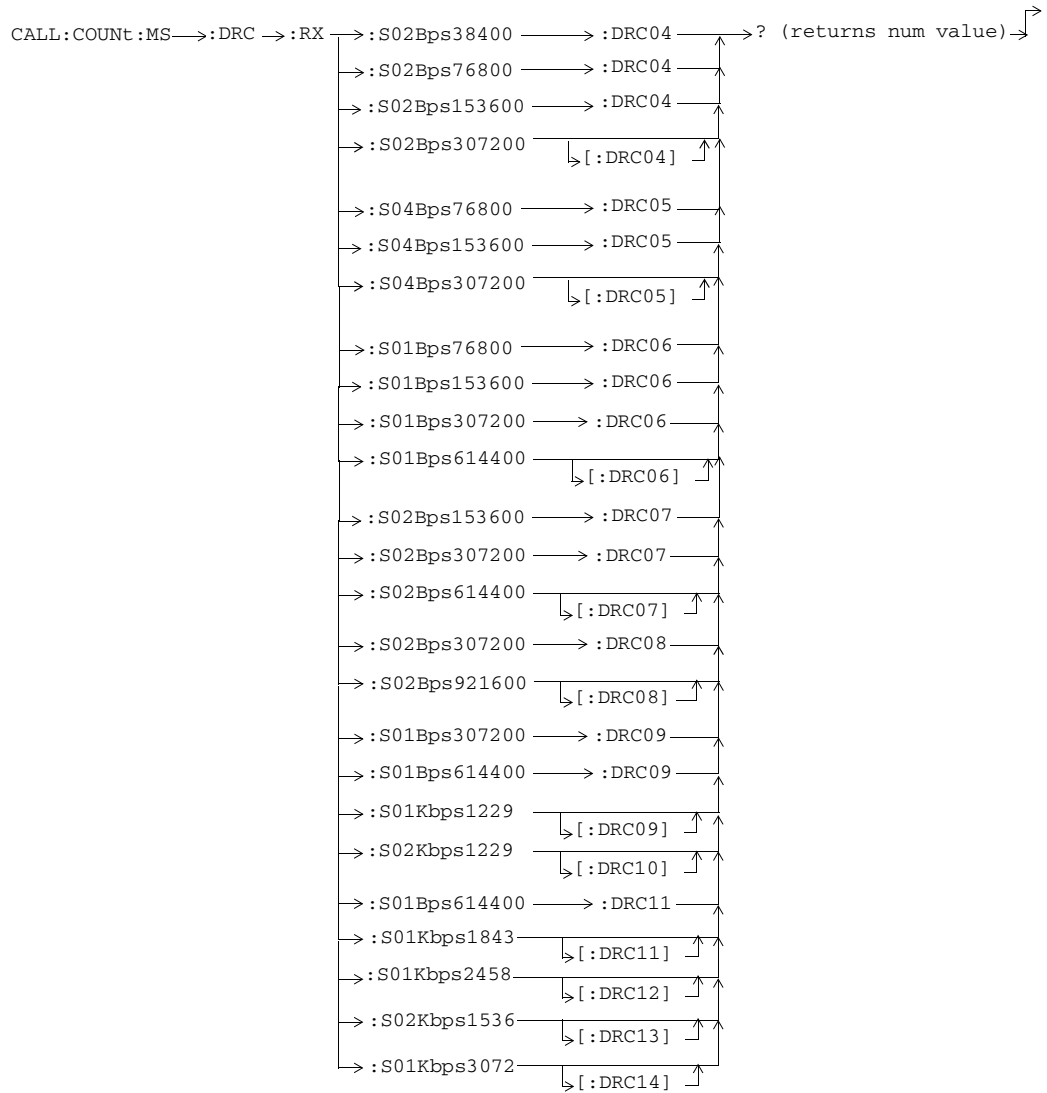 CALL:COUNt:MS :DRC :RX :S02Bps38400 :DRC04 ? (returns num value)
:S02Bps76800 :DRC04
:S02Bps153600 :DRC04
:S02Bps307200 [:DRC04]
:S04Bps76800 :DRC05
:S04Bps153600 :DRC05
:S04Bps307200 [:DRC05]
:S01Bps76800 :DRC06
:S01Bps153600 :DRC06
:S01Bps307200 :DRC06
:S01Bps614400 [:DRC06]
:S02Bps153600 :DRC07
:S02Bps307200 :DRC07
:S02Bps614400 [:DRC07]
:S02Bps307200 :DRC08
:S02Bps921600 [:DRC08]
:S01Bps307200 :DRC09
:S01Bps614400 :DRC09
:S01Kbps1229 [:DRC09]
:S02Kbps1229 [:DRC10]
:S01Bps614400 :DRC11
:S01Kbps1843 [:DRC11]
:S01Kbps2458 [:DRC12]
:S02Kbps1536 [:DRC13]
:S01Kbps3072 [:DRC14]